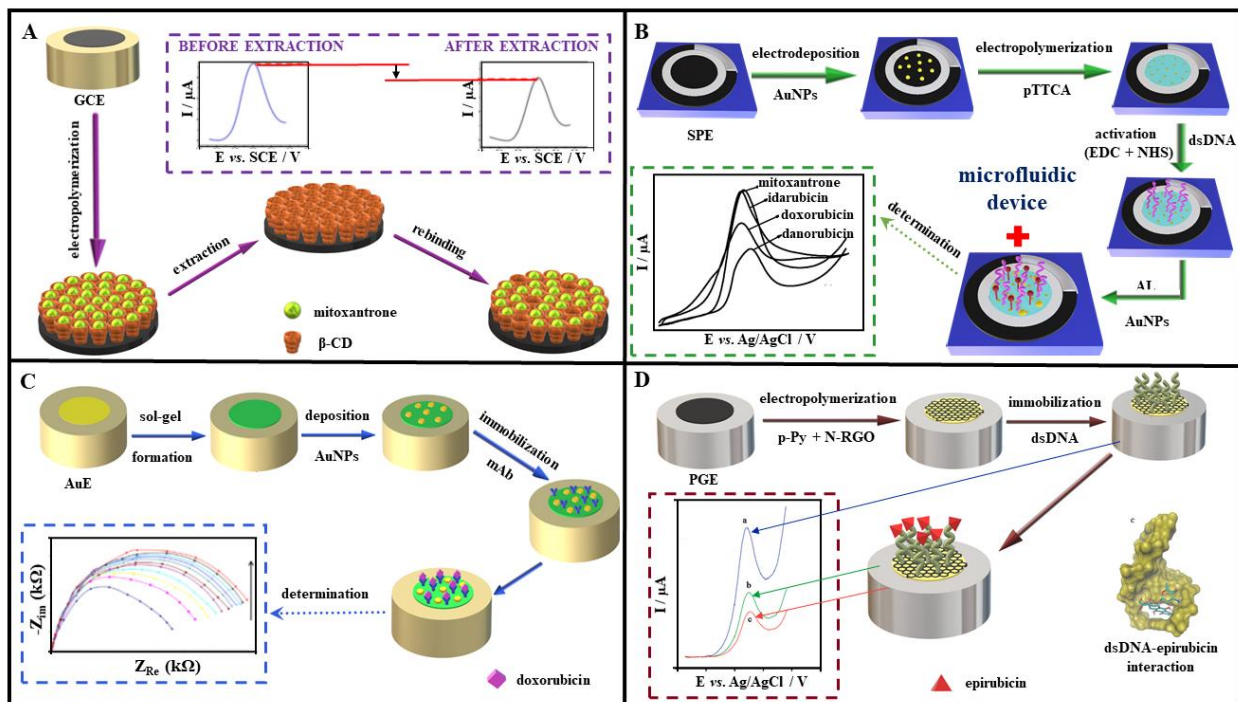 A
GCE
electropolymerization
BEFORE EXTRACTION
AFTER EXTRACTION
I / µA
E vs. SCE / V
I / µA
E vs. SCE / V
extraction
rebinding
mitoxantrone
β-CD
B
SPE
electrodeposition
AuNPs
electropolymerization
pTTCA
activation
(EDC + NHS)
dsDNA
AL
AuNPs
microfluidic
device
+
determination
mitoxantrone
idarubicin
doxorubicin
danorubicin
I / µA
E vs. Ag/AgCl / V
C
AuE
sol-gel
formation
deposition
AuNPs
immobilization
mAb
determination
-Zim (kΩ)
ZRe (kΩ)
doxorubicin
D
PGE
electropolymerization
p-Py + N-RGO
immobilization
dsDNA
a
b
c
I / µA
E vs. Ag/AgCl / V
epirubicin
c
dsDNA-epirubicin
interaction